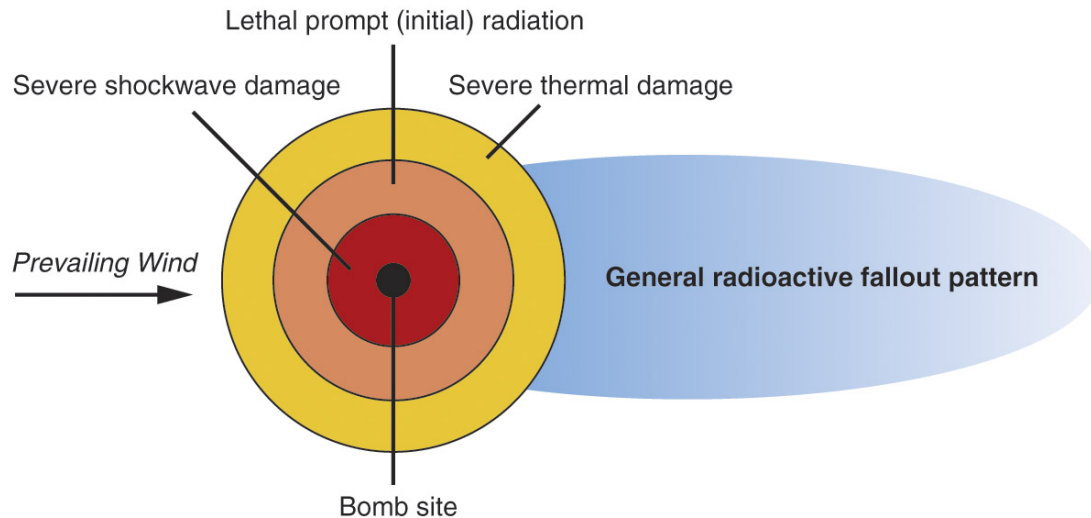 Lethal prompt (initial) radiation
Severe shockwave damage
Severe thermal damage
Prevailing Wind
General radioactive fallout pattern
Bomb site